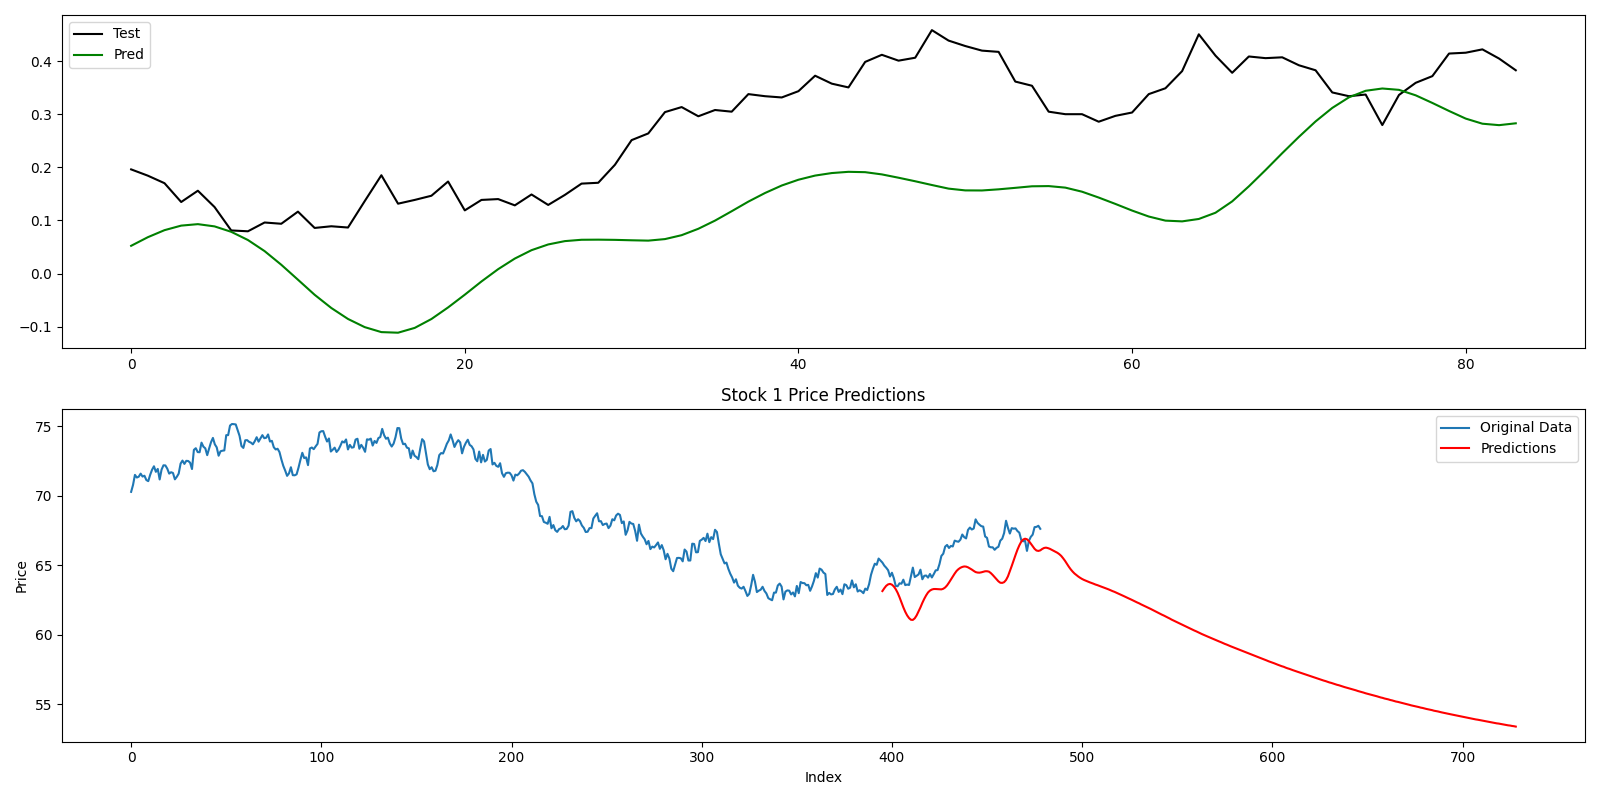 Test
Pred
0.4
0.3
0.2
0.1
0.0
−0.1
0 20 40 60 80
Stock 1 Price Predictions
Original Data
Predictions
75
70
65
60
55
Price
0 100 200 300 400 500 600 700
Index